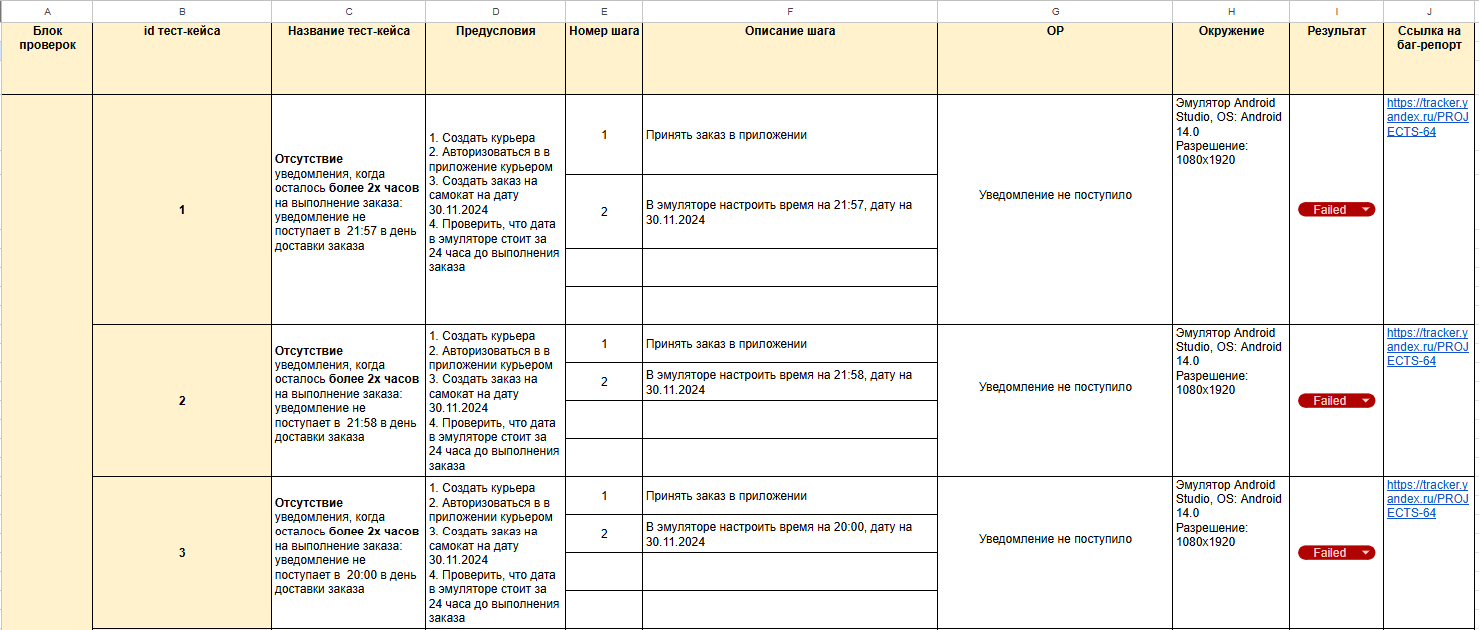 A B C D E F G H I J
Блок
проверок
id тест-кейса
Название тест-кейса
Предусловия
Номер шага
Описание шага
ОР
Окружение
Результат
Ссылка на
баг-репорт
1
Отсутствие
уведомления, когда
осталось более 2х часов
на выполнение заказа:
уведомление не
поступает в 21:57 в день
доставки заказа
1. Создать курьера
2. Авторизоваться в в
приложение курьером
3. Создать заказ на
самокат на дату
30.11.2024
4. Проверить, что дата
в эмуляторе стоит за
24 часа до выполнения
заказа
1
Принять заказ в приложении
2
В эмуляторе настроить время на 21:57, дату на
30.11.2024
Уведомление не поступило
Эмулятор Android
Studio, OS: Android
14.0
Разрешение:
1080x1920
Failed
https://tracker.y
andex.ru/PROJ
ECTS-64
2
Отсутствие
уведомления, когда
осталось более 2х часов
на выполнение заказа:
уведомление не
поступает в 21:58 в день
доставки заказа
1. Создать курьера
2. Авторизоваться в в
приложении курьером
3. Создать заказ на
самокат на дату
30.11.2024
4. Проверить, что дата
в эмуляторе стоит за
24 часа до выполнения
заказа
1
Принять заказ в приложении
2
В эмуляторе настроить время на 21:58, дату на
30.11.2024
Уведомление не поступило
Эмулятор Android
Studio, OS: Android
14.0
Разрешение:
1080x1920
Failed
https://tracker.y
andex.ru/PROJ
ECTS-64
3
Отсутствие
уведомления, когда
осталось более 2х часов
на выполнение заказа:
уведомление не
поступает в 20:00 в день
доставки заказа
1. Создать курьера
2. Авторизоваться в в
приложении курьером
3. Создать заказ на
самокат на дату
30.11.2024
4. Проверить, что дата
в эмуляторе стоит за
24 часа до выполнения
заказа
1
Принять заказ в приложении
2
В эмуляторе настроить время на 20:00, дату на
30.11.2024
Уведомление не поступило
Эмулятор Android
Studio, OS: Android
14.0
Разрешение:
1080x1920
Failed
https://tracker.y
andex.ru/PROJ
ECTS-64